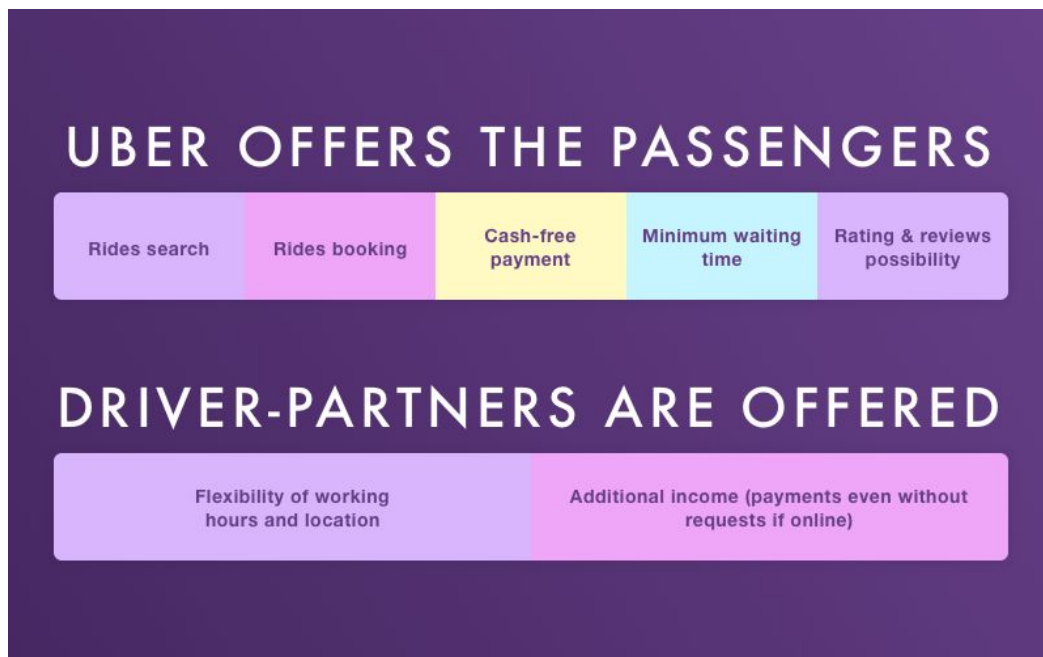 UBER OFFERS THE PASSENGERS
Rides search
Rides booking
Cash-free
payment
Minimum waiting
time
Rating & reviews
possibility
DRIVER-PARTNERS ARE OFFERED
Flexibility of working
hours and location
Additional income (payments even without
requests if online)